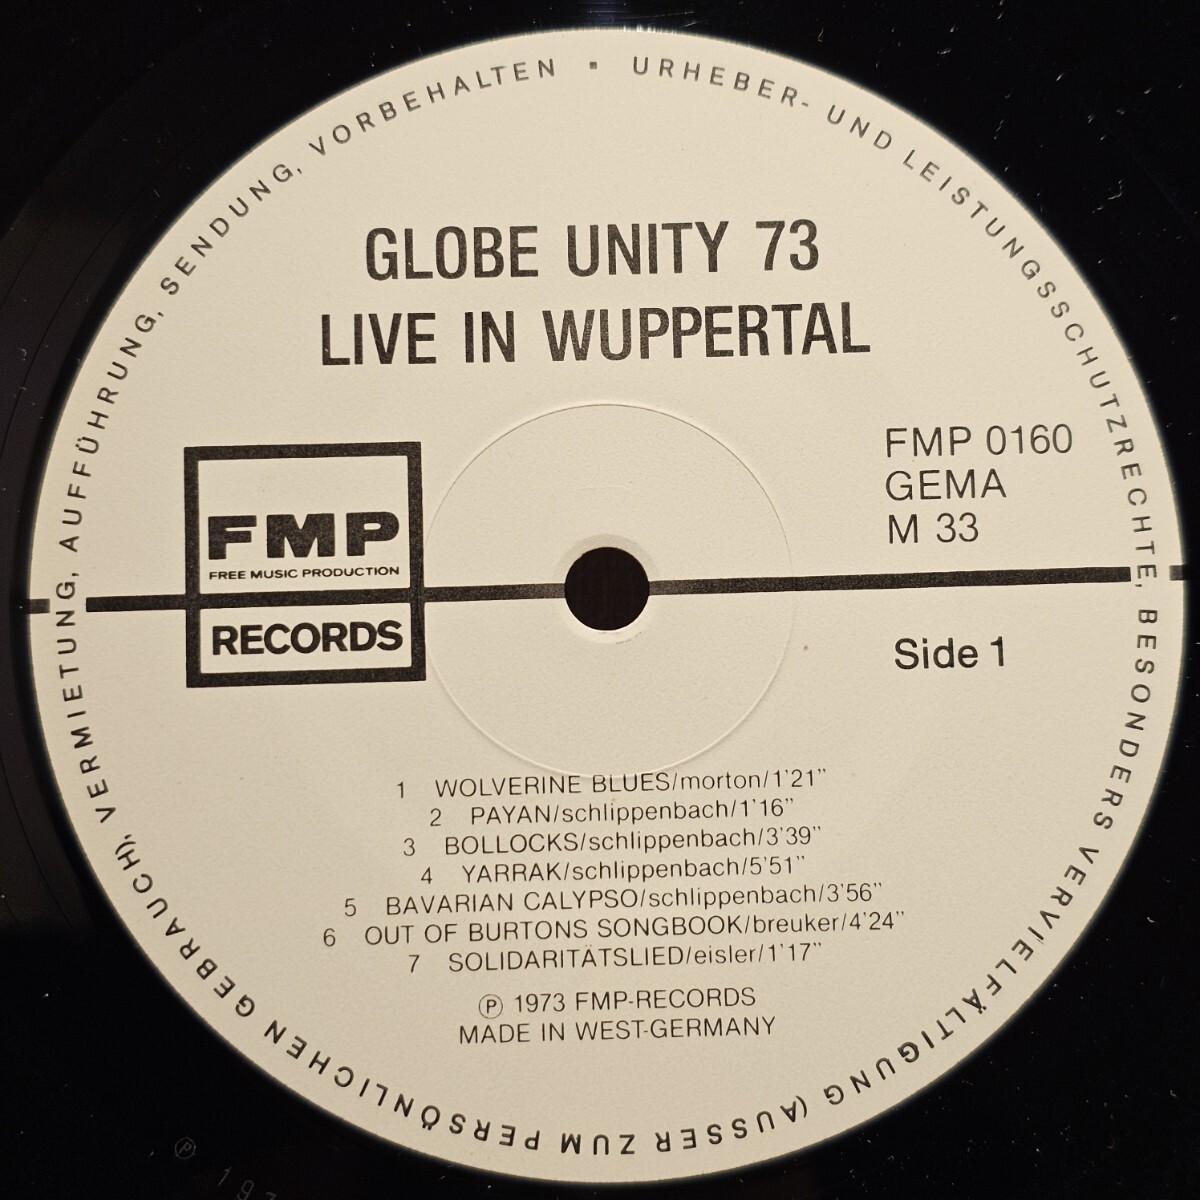 URHEBER- UND LEISTUNGSSCHUTZRECHTE, BESONDERS VERVIELFÄLTIGUNG (AUSSER ZUM PERSÖNLICHEN GEBRAUCH), VERMIETUNG, AUFFÜHRUNG, SENDUNG, VORBEHALTEN ▪
GLOBE UNITY 73
LIVE IN WUPPERTAL
FMP
FREE MUSIC PRODUCTION
RECORDS
FMP 0160
GEMA
M 33
Side 1
1 WOLVERINE BLUES/morton/1'21”
2 PAYAN/schlippenbach/1'16”
3 BOLLOCKS/schlippenbach/3'39”
4 YARRAK/schlippenbach/5'51”
5 BAVARIAN CALYPSO/schlippenbach/3'56”
6 OUT OF BURTONS SONGBOOK/breuker/4'24”
7 SOLIDARITÄTSLIED/eisler/1'17”
Ⓟ 1973 FMP-RECORDS
MADE IN WEST-GERMANY
Ⓟ